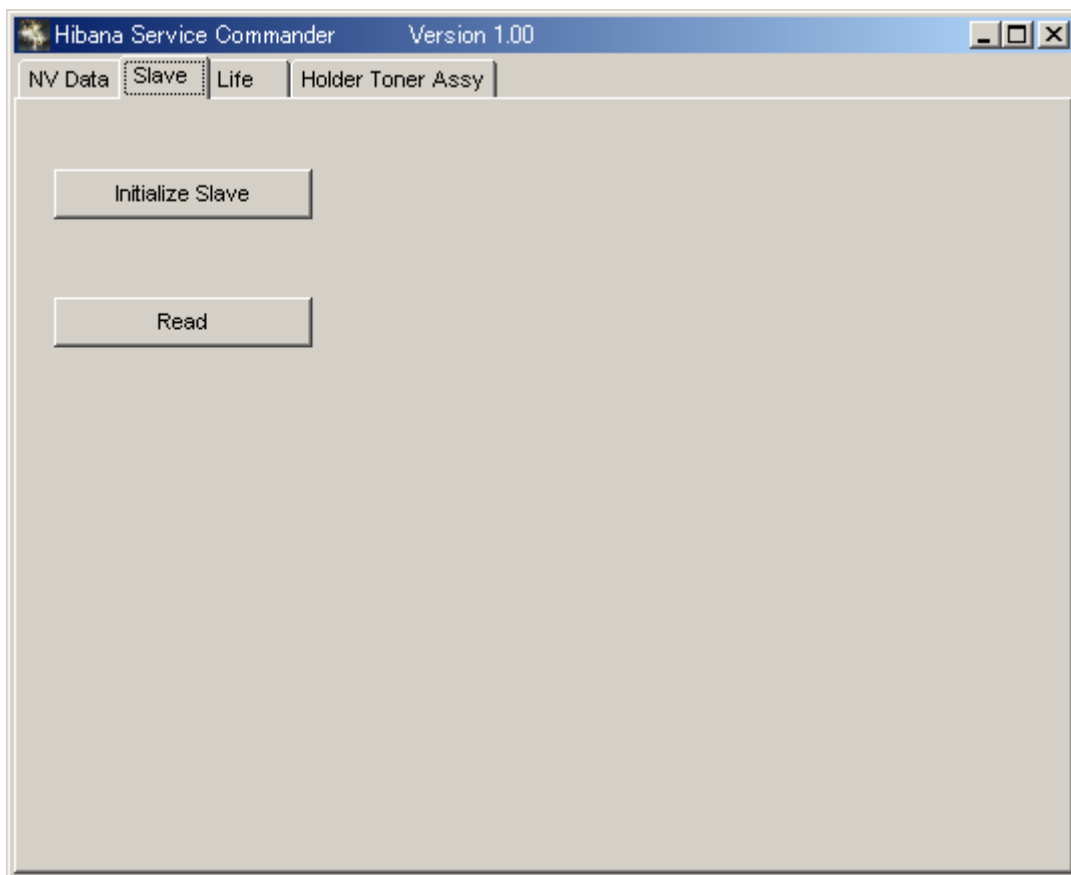 Hibana Service Commander Version 1.00
NV Data Slave Life Holder Toner Assy
Initialize Slave
Read